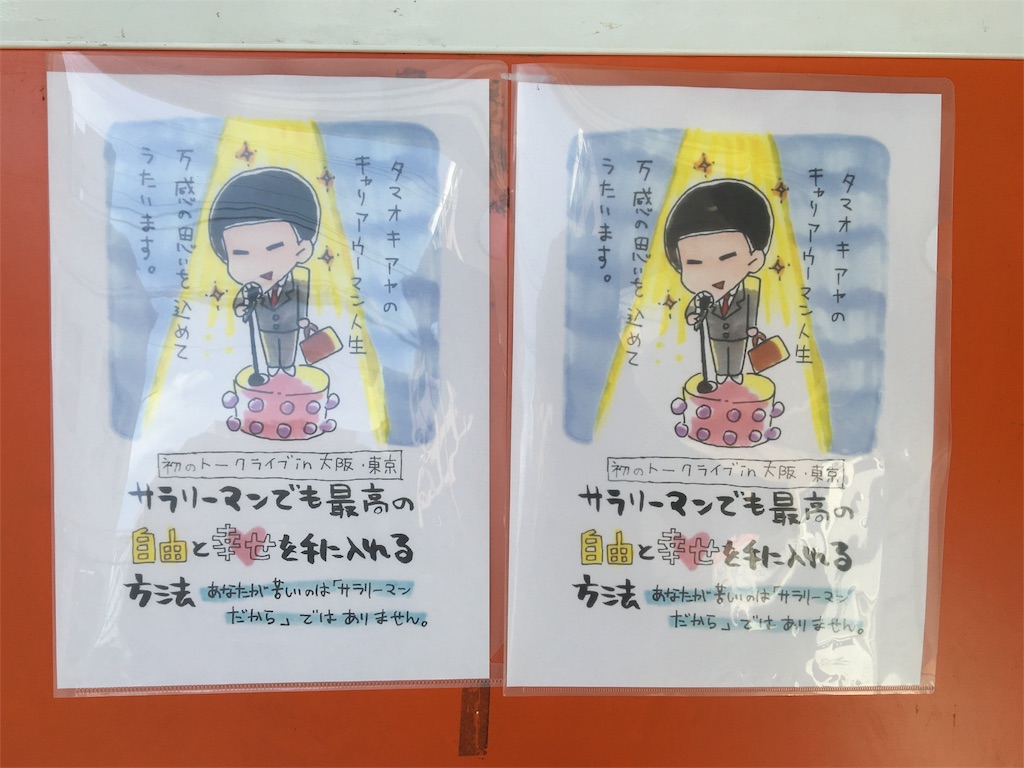 タマオキアヤの
キャリアウーマン人生
万感の思いを込めて
うたいます。
初のトークライブin大阪・東京
サラリーマンでも最高の
自由と幸せを手に入れる
方法 あなたが苦しいのは「サラリーマン
だから」ではありません。
タマオキアヤの
キャリアウーマン人生
万感の思いを込めて
うたいます。
初のトークライブin大阪・東京
サラリーマンでも最高の
自由と幸せを手に入れる
方法 あなたが苦しいのは「サラリーマン
だから」ではありません。